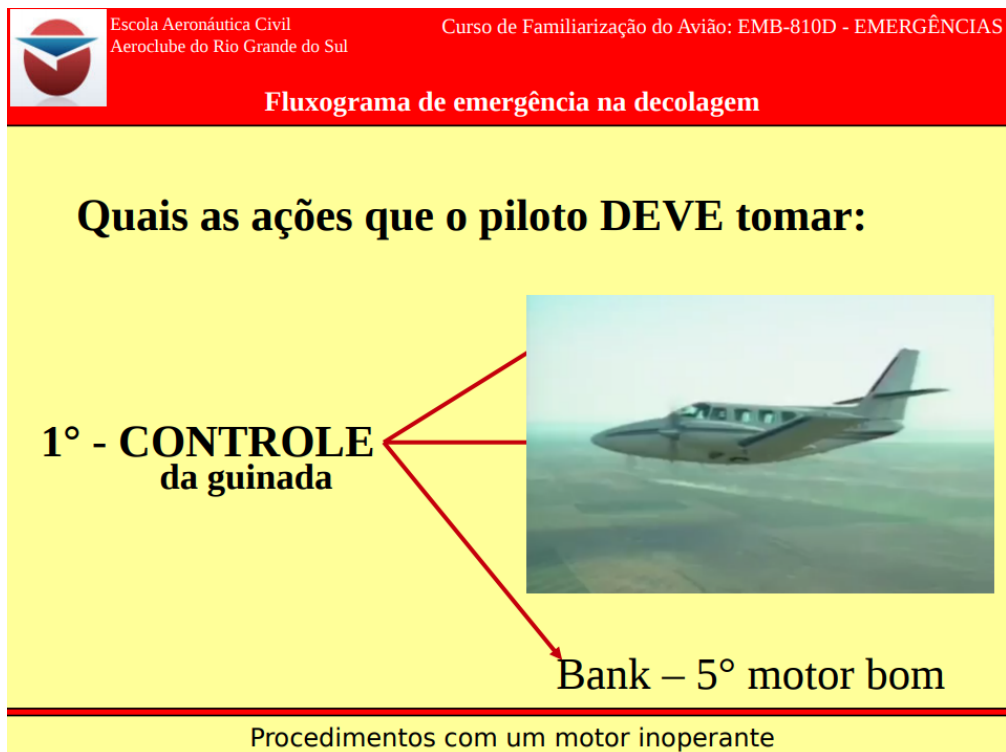 Escola Aeronáutica Civil
Aeroclube do Rio Grande do Sul
Curso de Familiarização do Avião: EMB-810D - EMERGÊNCIAS
Fluxograma de emergência na decolagem
Quais as ações que o piloto DEVE tomar:
1° - CONTROLE
da guinada
Bank – 5° motor bom
Procedimentos com um motor inoperante